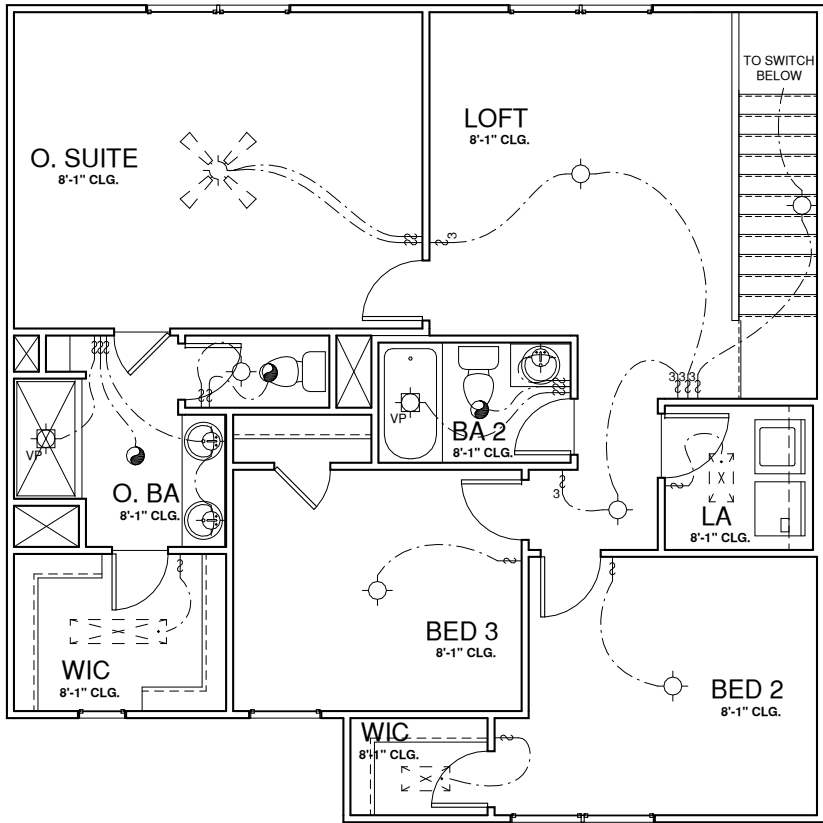 TO SWITCH
BELOW
LOFT
8'-1" CLG.
O. SUITE
8'-1" CLG.
3
3 3 3
VP
VP
BA 2
8'-1" CLG.
O. BA
8'-1" CLG.
3
LA
8'-1" CLG.
BED 3
8'-1" CLG.
WIC
8'-1" CLG.
BED 2
8'-1" CLG.
WIC
8'-1" CLG.